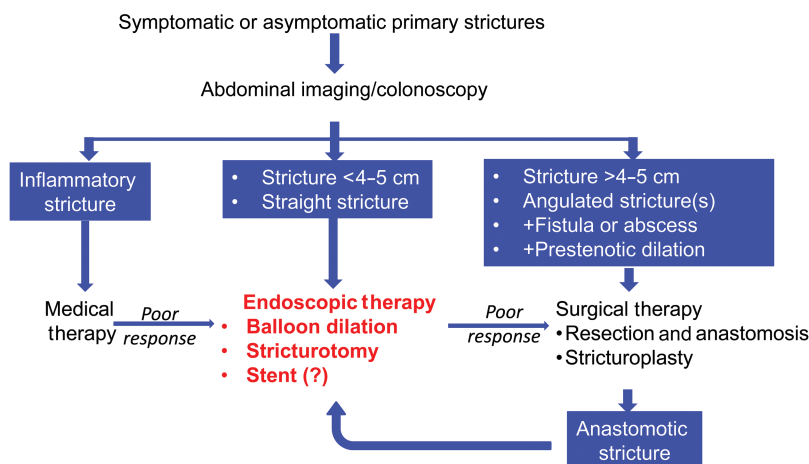 Symptomatic or asymptomatic primary strictures
Abdominal imaging/colonoscopy
Inflammatory
stricture
• Stricture <4–5 cm
• Straight stricture
• Stricture >4–5 cm
• Angulated stricture(s)
• +Fistula or abscess
• +Prestenotic dilation
Medical
therapy
Poor
response
Endoscopic therapy
• Balloon dilation
• Stricturotomy
• Stent (?)
Poor
response
Surgical therapy
•Resection and anastomosis
•Stricturoplasty
Anastomotic
stricture